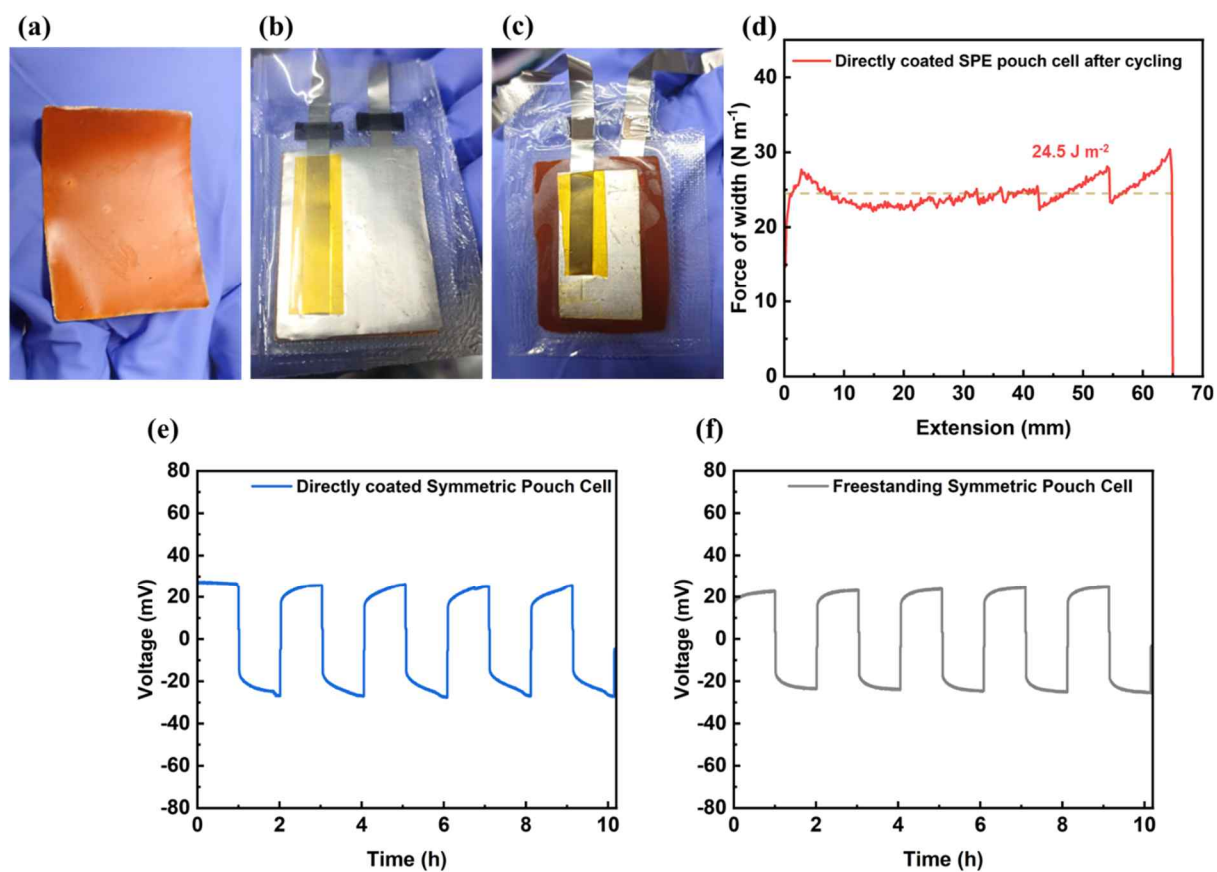 (a)
(b)
(c)
(d)
Directly coated SPE pouch cell after cycling
24.5 J m⁻²
Force of width (N m⁻¹)
40
30
20
10
0
0 10 20 30 40 50 60 70
Extension (mm)
(e)
Directly coated Symmetric Pouch Cell
Voltage (mV)
80
60
40
20
0
-20
-40
-60
-80
0 2 4 6 8 10
Time (h)
(f)
Freestanding Symmetric Pouch Cell
Voltage (mV)
80
60
40
20
0
-20
-40
-60
-80
0 2 4 6 8 10
Time (h)